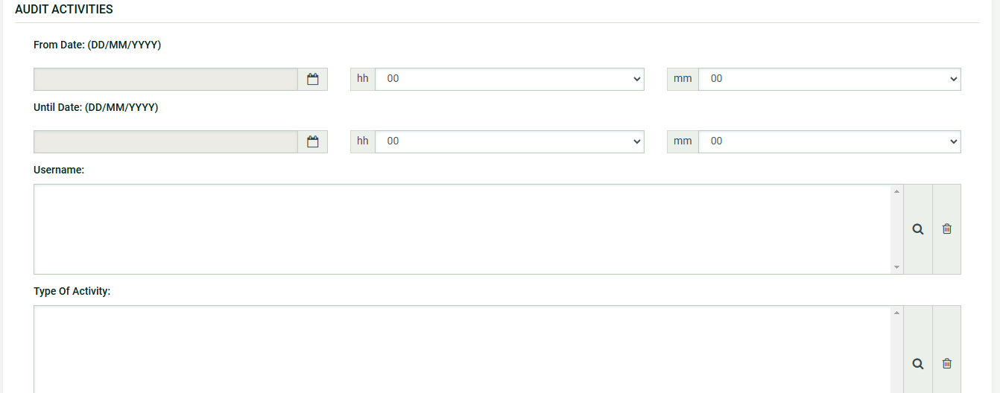 AUDIT ACTIVITIES
From Date: (DD/MM/YYYY)
hh 00 mm 00
Until Date: (DD/MM/YYYY)
hh 00 mm 00
Username:
Type Of Activity: